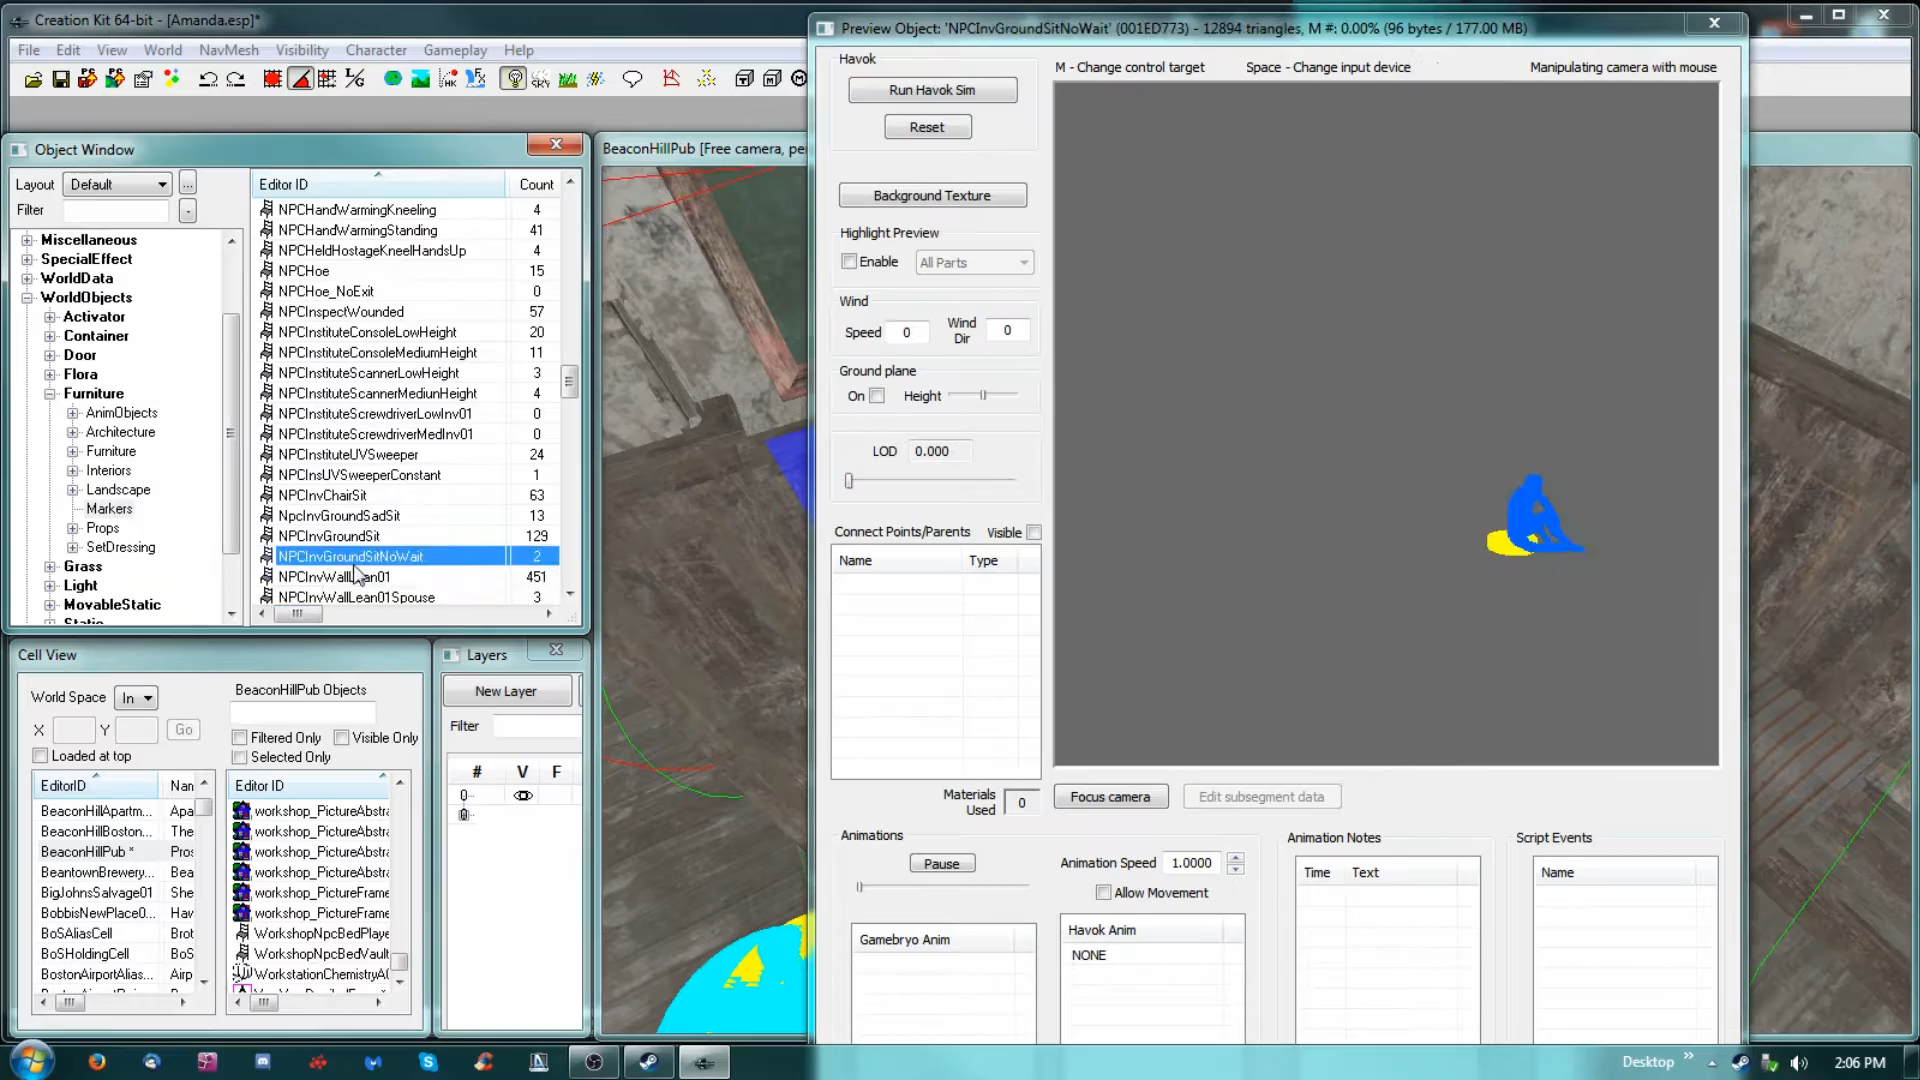 Creation Kit 64-bit - [Amanda.esp]*
File Edit View World NavMesh Visibility Character Gameplay Help
Object Window
Layout Default ...
Filter -
Miscellaneous
SpecialEffect
WorldData
WorldObjects
Activator
Container
Door
Flora
Furniture
AnimObjects
Architecture
Furniture
Interiors
Landscape
Markers
Props
SetDressing
Grass
Light
MovableStatic
Editor ID Count
NPCHandWarmingKneeling 4
NPCHandWarmingStanding 41
NPCHeldHostageKneelHandsUp 4
NPCHoe 15
NPCHoe_NoExit 0
NPCInspectWounded 57
NPCInstituteConsoleLowHeight 20
NPCInstituteConsoleMediumHeight 11
NPCInstituteScannerLowHeight 3
NPCInstituteScannerMediunHeight 4
NPCInstituteScrewdriverLowInv01 0
NPCInstituteScrewdriverMedInv01 0
NPCInstituteUVSweeper 24
NPCInsUVSweeperConstant 1
NPCInvChairSit 63
NpcInvGroundSadSit 13
NPCInvGroundSit 129
NPCInvGroundSitNoWait 2
NPCInvWallLean01 451
NPCInvWallLean01Spouse 3
BeaconHillPub [Free camera, pe
Cell View
World Space In
X Y Go
Loaded at top
BeaconHillPub Objects
Filtered Only Visible Only
Selected Only
EditorID Nan
BeaconHillApartm... Apa
BeaconHillBoston... The
BeaconHillPub * Pros
BeantownBrewery... Bea
BigJohnsSalvage01 She
BobbisNewPlace0... Hav
BoSAliasCell Brot
BoSHoldingCell BoS
BostonAirportAlias... Airp
Editor ID
workshop_PictureAbstra
workshop_PictureAbstra
workshop_PictureAbstra
workshop_PictureAbstra
workshop_PictureFrame
workshop_PictureFrame
WorkshopNpcBedPlaye
WorkshopNpcBedVault
WorkstationChemistryA
Layers
New Layer
Filter
# V F
Preview Object: 'NPCInvGroundSitNoWait' (001ED773) - 12894 triangles, M #: 0.00% (96 bytes / 177.00 MB)
Havok
Run Havok Sim
Reset
Background Texture
Highlight Preview
Enable All Parts
Wind
Speed 0 Wind Dir 0
Ground plane
On Height
LOD 0.000
Connect Points/Parents Visible
Name Type
Materials Used 0
M - Change control target Space - Change input device Manipulating camera with mouse
Focus camera Edit subsegment data
Animations
Pause
Animation Speed 1.0000
Allow Movement
Gamebryo Anim
Havok Anim
NONE
Animation Notes
Time Text
Script Events
Name
Desktop » 2:06 PM